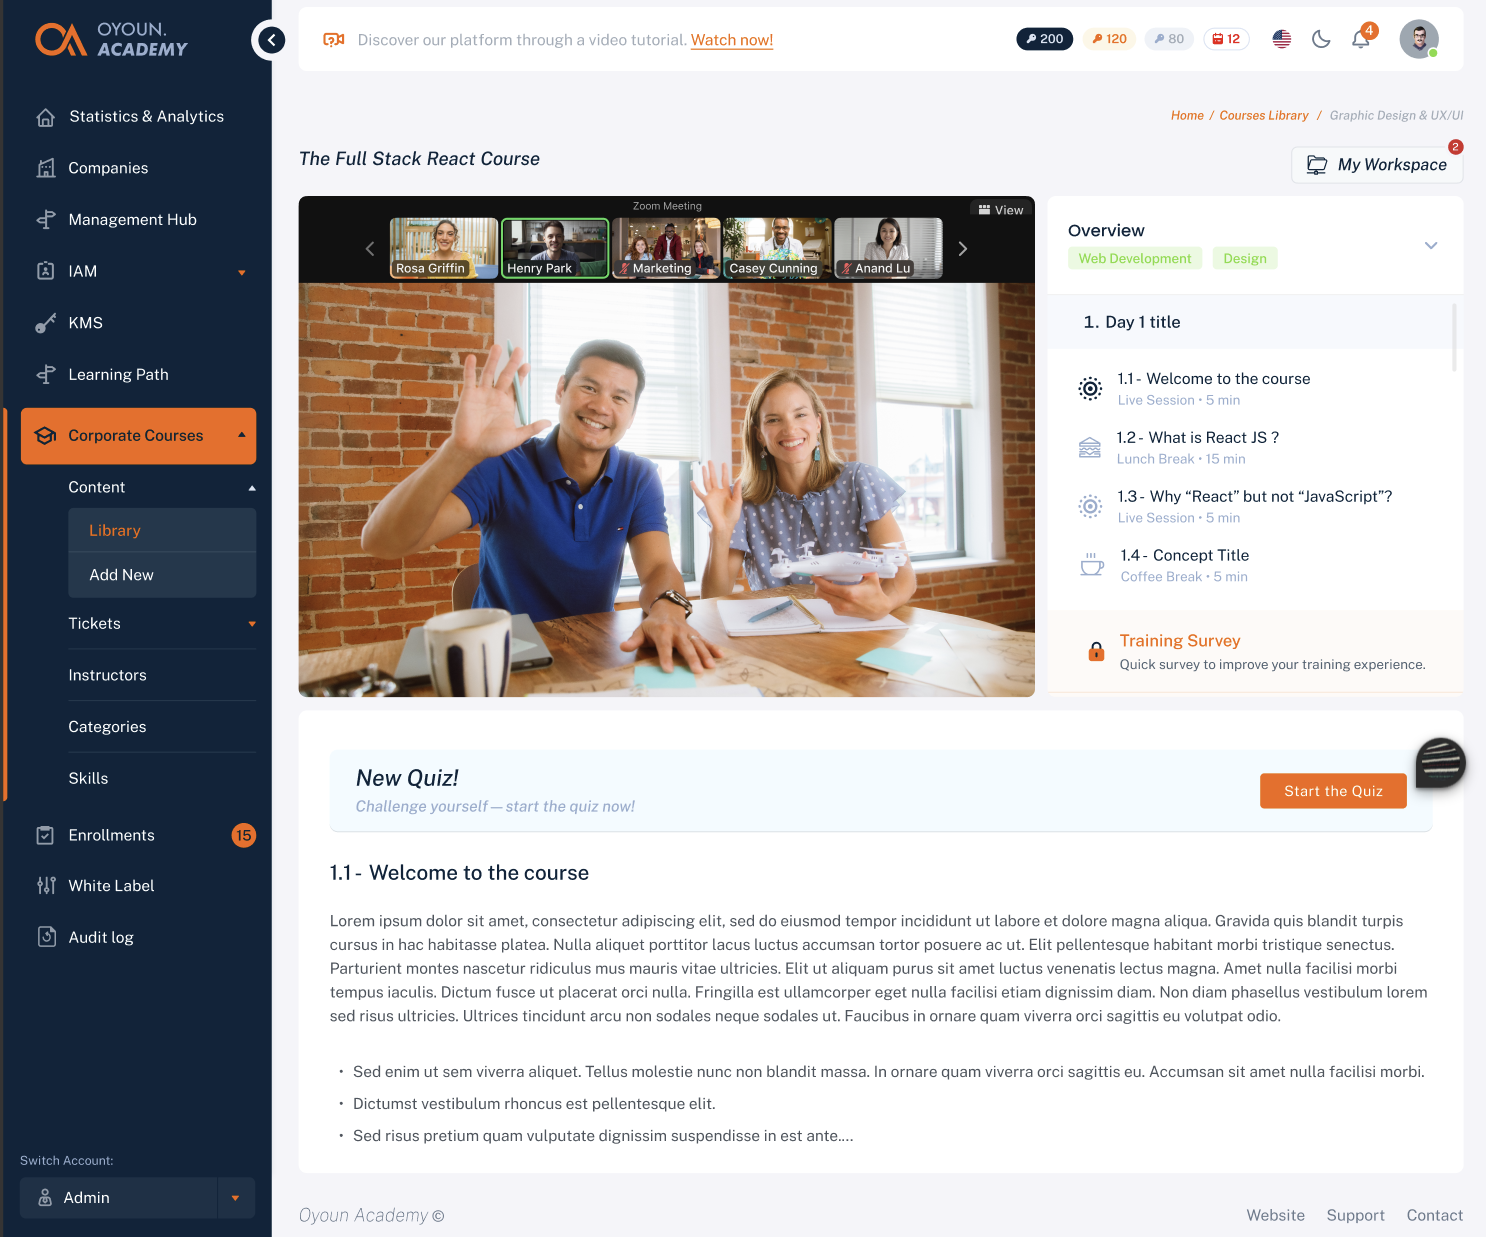 OYOUN.
ACADEMY
Statistics & Analytics
Companies
Management Hub
IAM
KMS
Learning Path
Corporate Courses
Content
Library
Add New
Tickets
Instructors
Categories
Skills
Enrollments 15
White Label
Audit log
Switch Account:
Admin
Discover our platform through a video tutorial. Watch now!
200 120 80 12 4
Home / Courses Library / Graphic Design & UX/UI
The Full Stack React Course
My Workspace 2
Zoom Meeting
View
Rosa Griffin Henry Park Marketing Casey Cunning Anand Lu
Overview
Web Development Design
1. Day 1 title
1.1- Welcome to the course
Live Session • 5 min
1.2- What is React JS ?
Lunch Break • 15 min
1.3- Why “React” but not “JavaScript”?
Live Session • 5 min
1.4- Concept Title
Coffee Break • 5 min
Training Survey
Quick survey to improve your training experience.
New Quiz!
Challenge yourself — start the quiz now!
Start the Quiz
1.1- Welcome to the course
Lorem ipsum dolor sit amet, consectetur adipiscing elit, sed do eiusmod tempor incididunt ut labore et dolore magna aliqua. Gravida quis blandit turpis
cursus in hac habitasse platea. Nulla aliquet porttitor lacus luctus accumsan tortor posuere ac ut. Elit pellentesque habitant morbi tristique senectus.
Parturient montes nascetur ridiculus mus mauris vitae ultricies. Elit ut aliquam purus sit amet luctus venenatis lectus magna. Amet nulla facilisi morbi
tempus iaculis. Dictum fusce ut placerat orci nulla. Fringilla est ullamcorper eget nulla facilisi etiam dignissim diam. Non diam phasellus vestibulum lorem
sed risus ultricies. Ultrices tincidunt arcu non sodales neque sodales ut. Faucibus in ornare quam viverra orci sagittis eu volutpat odio.
• Sed enim ut sem viverra aliquet. Tellus molestie nunc non blandit massa. In ornare quam viverra orci sagittis eu. Accumsan sit amet nulla facilisi morbi.
• Dictumst vestibulum rhoncus est pellentesque elit.
• Sed risus pretium quam vulputate dignissim suspendisse in est ante....
Oyoun Academy ©
Website Support Contact